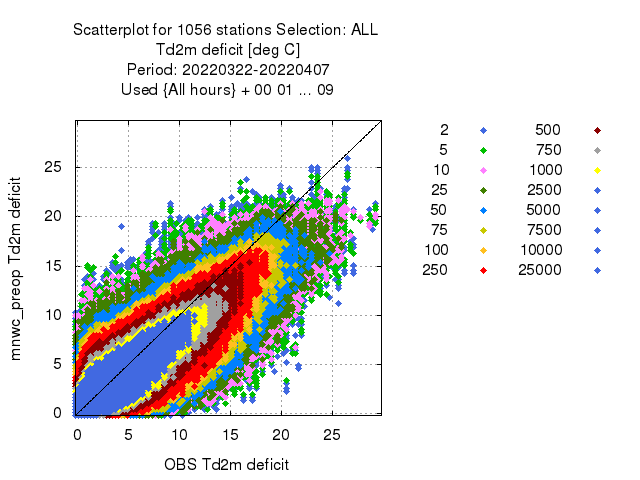 Scatterplot for 1056 stations Selection: ALL
Td2m deficit [deg C]
Period: 20220322-20220407
Used {All hours} + 00 01 ... 09
mnwc_preop Td2m deficit
25
20
15
10
5
0
0 5 10 15 20 25
OBS Td2m deficit
2 500
5 750
10 1000
25 2500
50 5000
75 7500
100 10000
250 25000